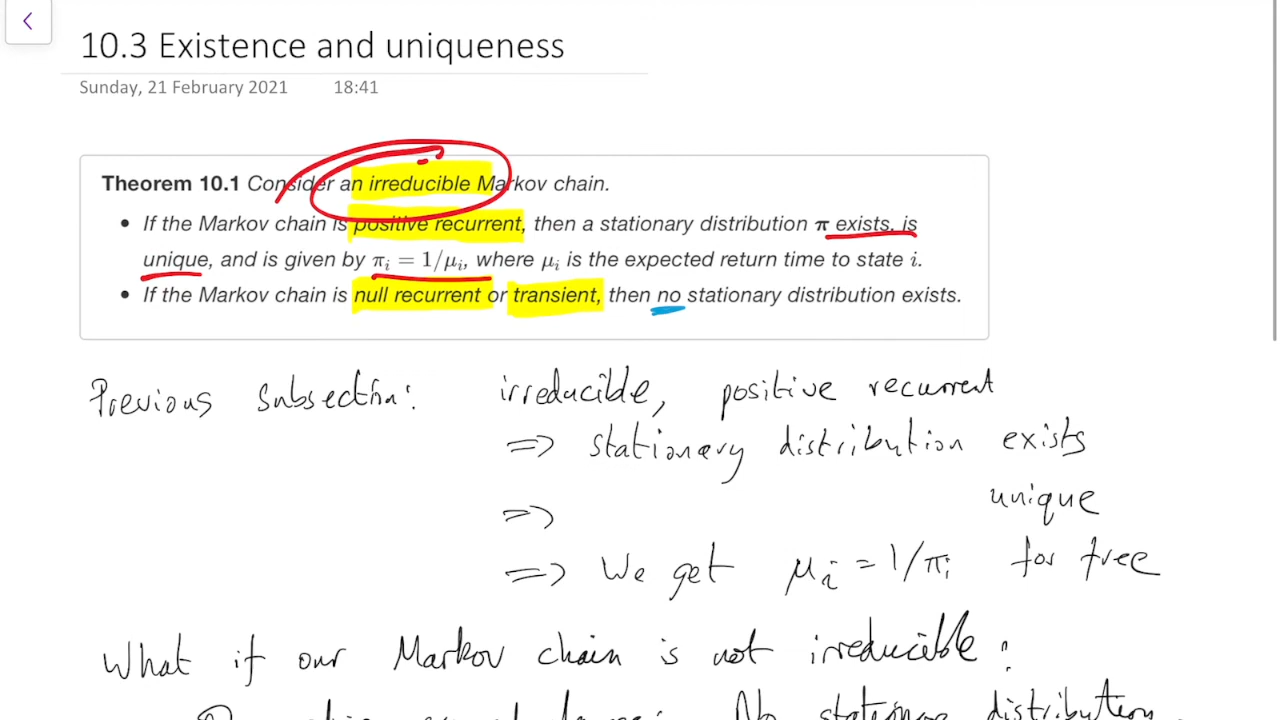 10.3 Existence and uniqueness
Sunday, 21 February 2021 18:41
Theorem 10.1 Consider an irreducible Markov chain.
• If the Markov chain is positive recurrent, then a stationary distribution π exists, is
unique, and is given by πᵢ = 1/μᵢ, where μᵢ is the expected return time to state i.
• If the Markov chain is null recurrent or transient, then no stationary distribution exists.
Previous subsection: irreducible, positive recurrent
=> stationary distribution exists
=> unique
=> We get μᵢ = 1/πᵢ for free
What if our Markov chain is not irreducible?
No stationary distribution